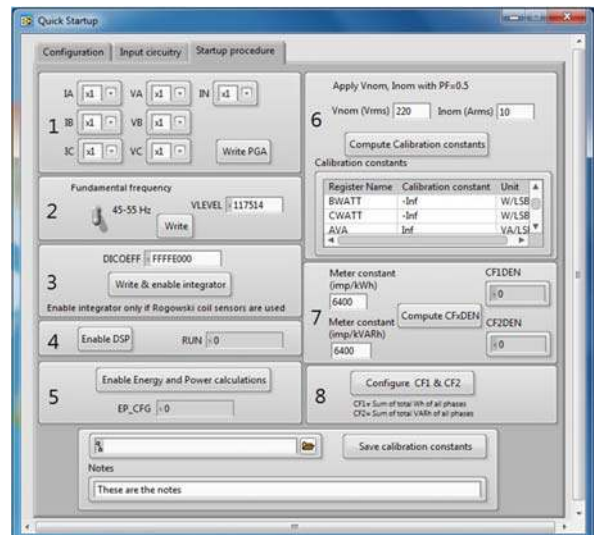 Quick Startup
Configuration Input circuitry Startup procedure
1
IA x1 VA x1 IN x1
IB x1 VB x1
IC x1 VC x1 Write PGA
2
Fundamental frequency
45-55 Hz VLEVEL 117514
Write
3
DICOEFF FFFFE000
Write & enable integrator
Enable integrator only if Rogowski coil sensors are used
4 Enable DSP RUN 0
5 Enable Energy and Power calculations
EP_CFG 0
6
Apply Vnom, Inom with PF=0.5
Vnom (Vrms) 220 Inom (Arms) 10
Compute Calibration constants
Calibration constants
Register Name Calibration constant Unit
BWATT -Inf W/LSB
CWATT -Inf W/LSB
AVA Inf VA/LSB
7
Meter constant (imp/kWh)
6400
Meter constant (imp/kVARh)
6400
Compute CFxDEN
CF1DEN
0
CF2DEN
0
8 Configure CF1 & CF2
CF1= Sum of total Wh of all phases
CF2= Sum of total VARh of all phases
Save calibration constants
Notes
These are the notes